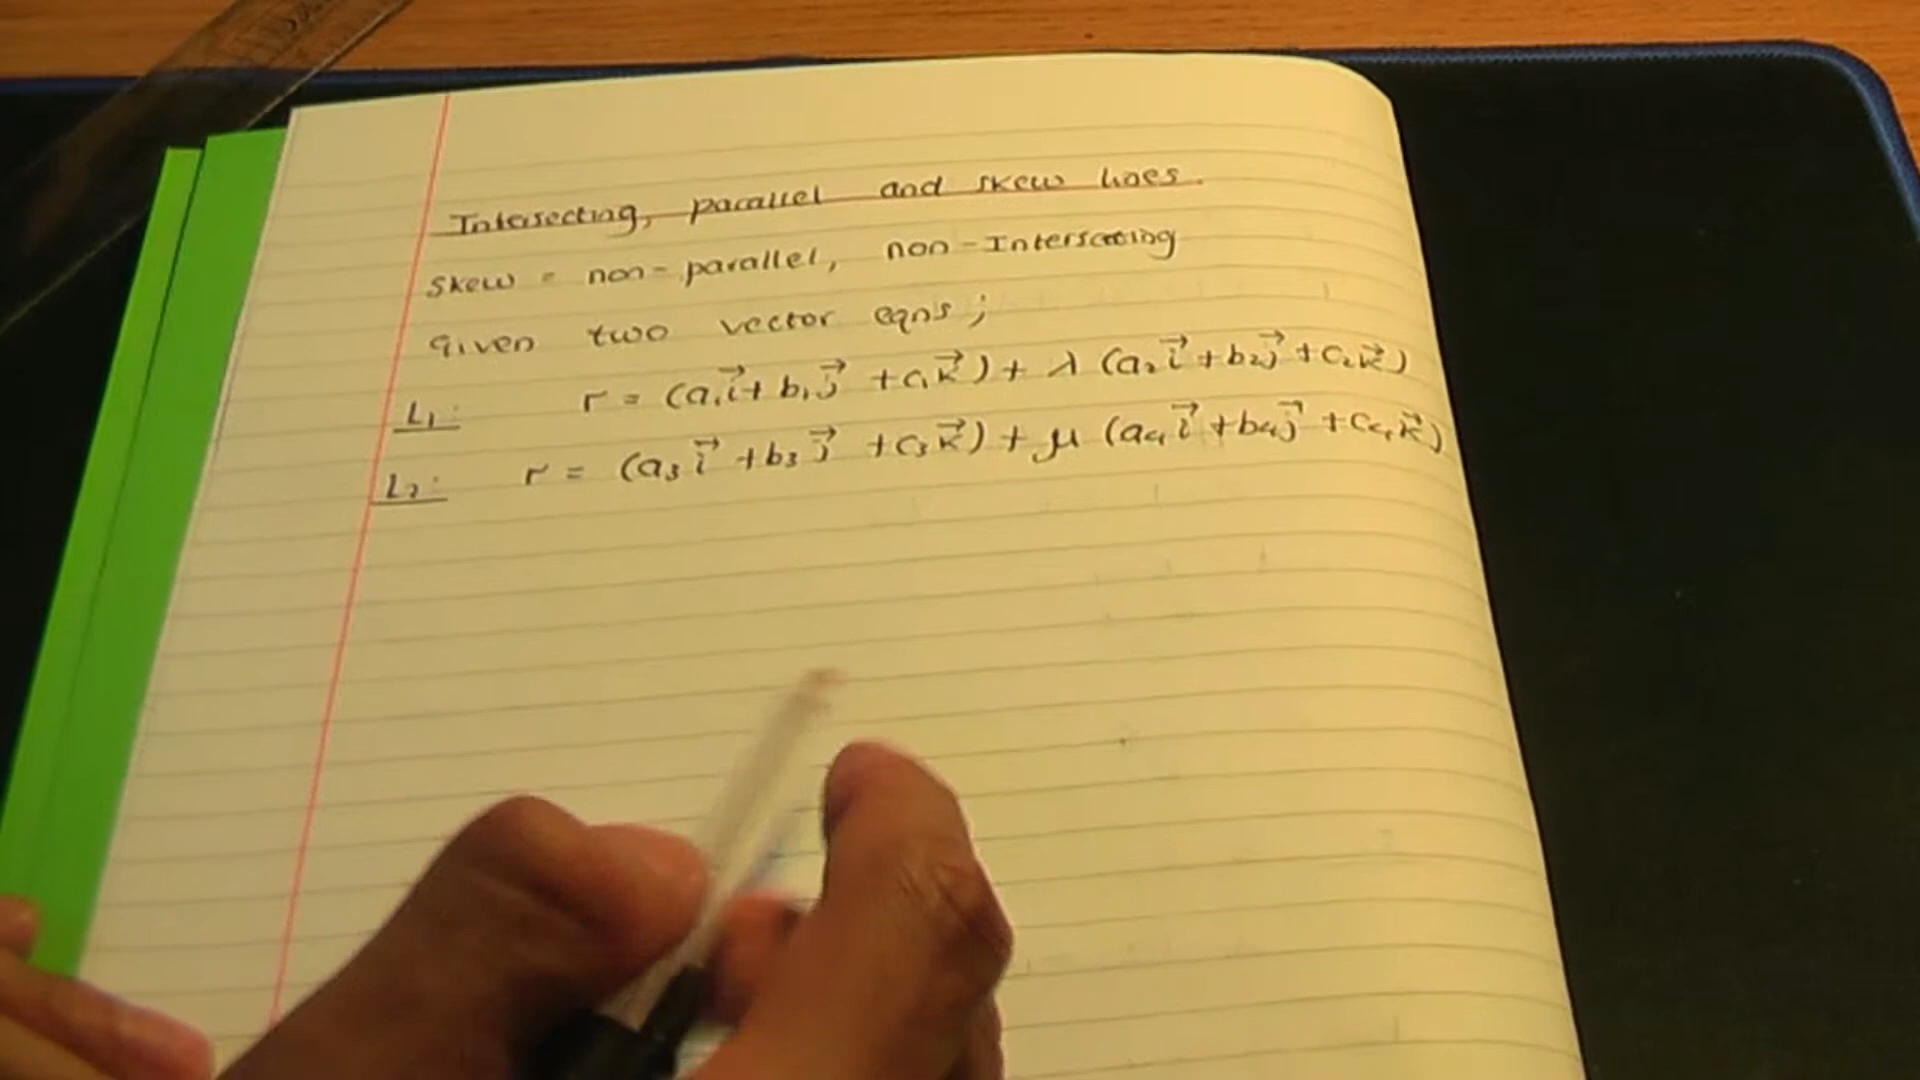 Intersecting, parallel and skew lines.
skew = non-parallel, non-Intersecting
Given two vector eqns;
L₁: r = (a₁i⃗ + b₁j⃗ + c₁k⃗) + λ (a₂i⃗ + b₂j⃗ + c₂k⃗)
L₂: r = (a₃i⃗ + b₃j⃗ + c₃k⃗) + μ (a₄i⃗ + b₄j⃗ + c₄k⃗)